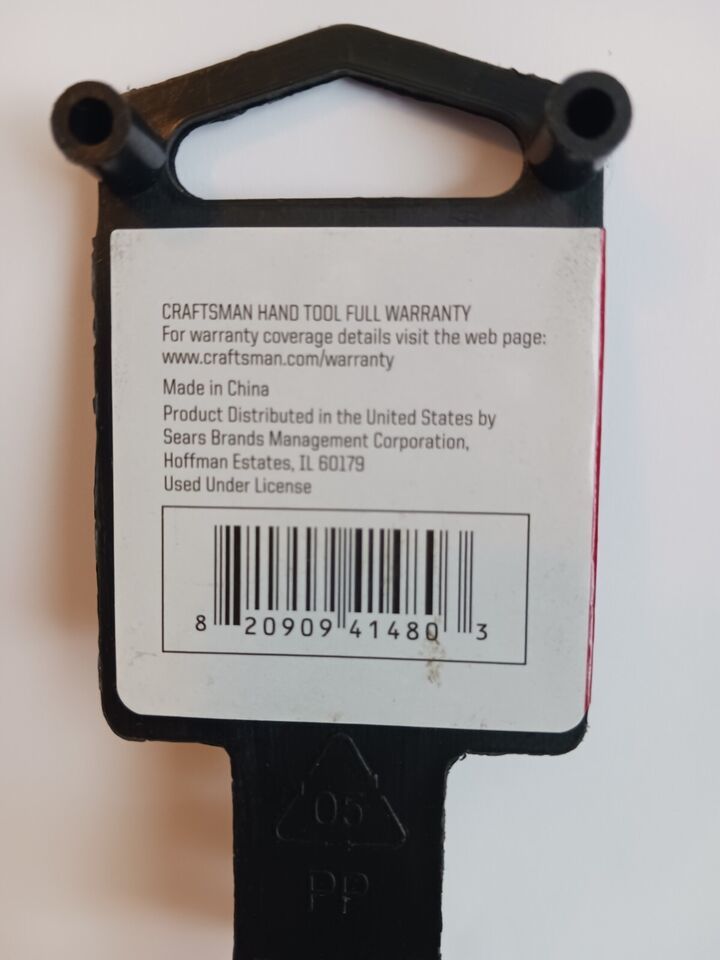 CRAFTSMAN HAND TOOL FULL WARRANTY
For warranty coverage details visit the web page:
www.craftsman.com/warranty
Made in China
Product Distributed in the United States by
Sears Brands Management Corporation,
Hoffman Estates, IL 60179
Used Under License
8 20909 41480 3
05
PP